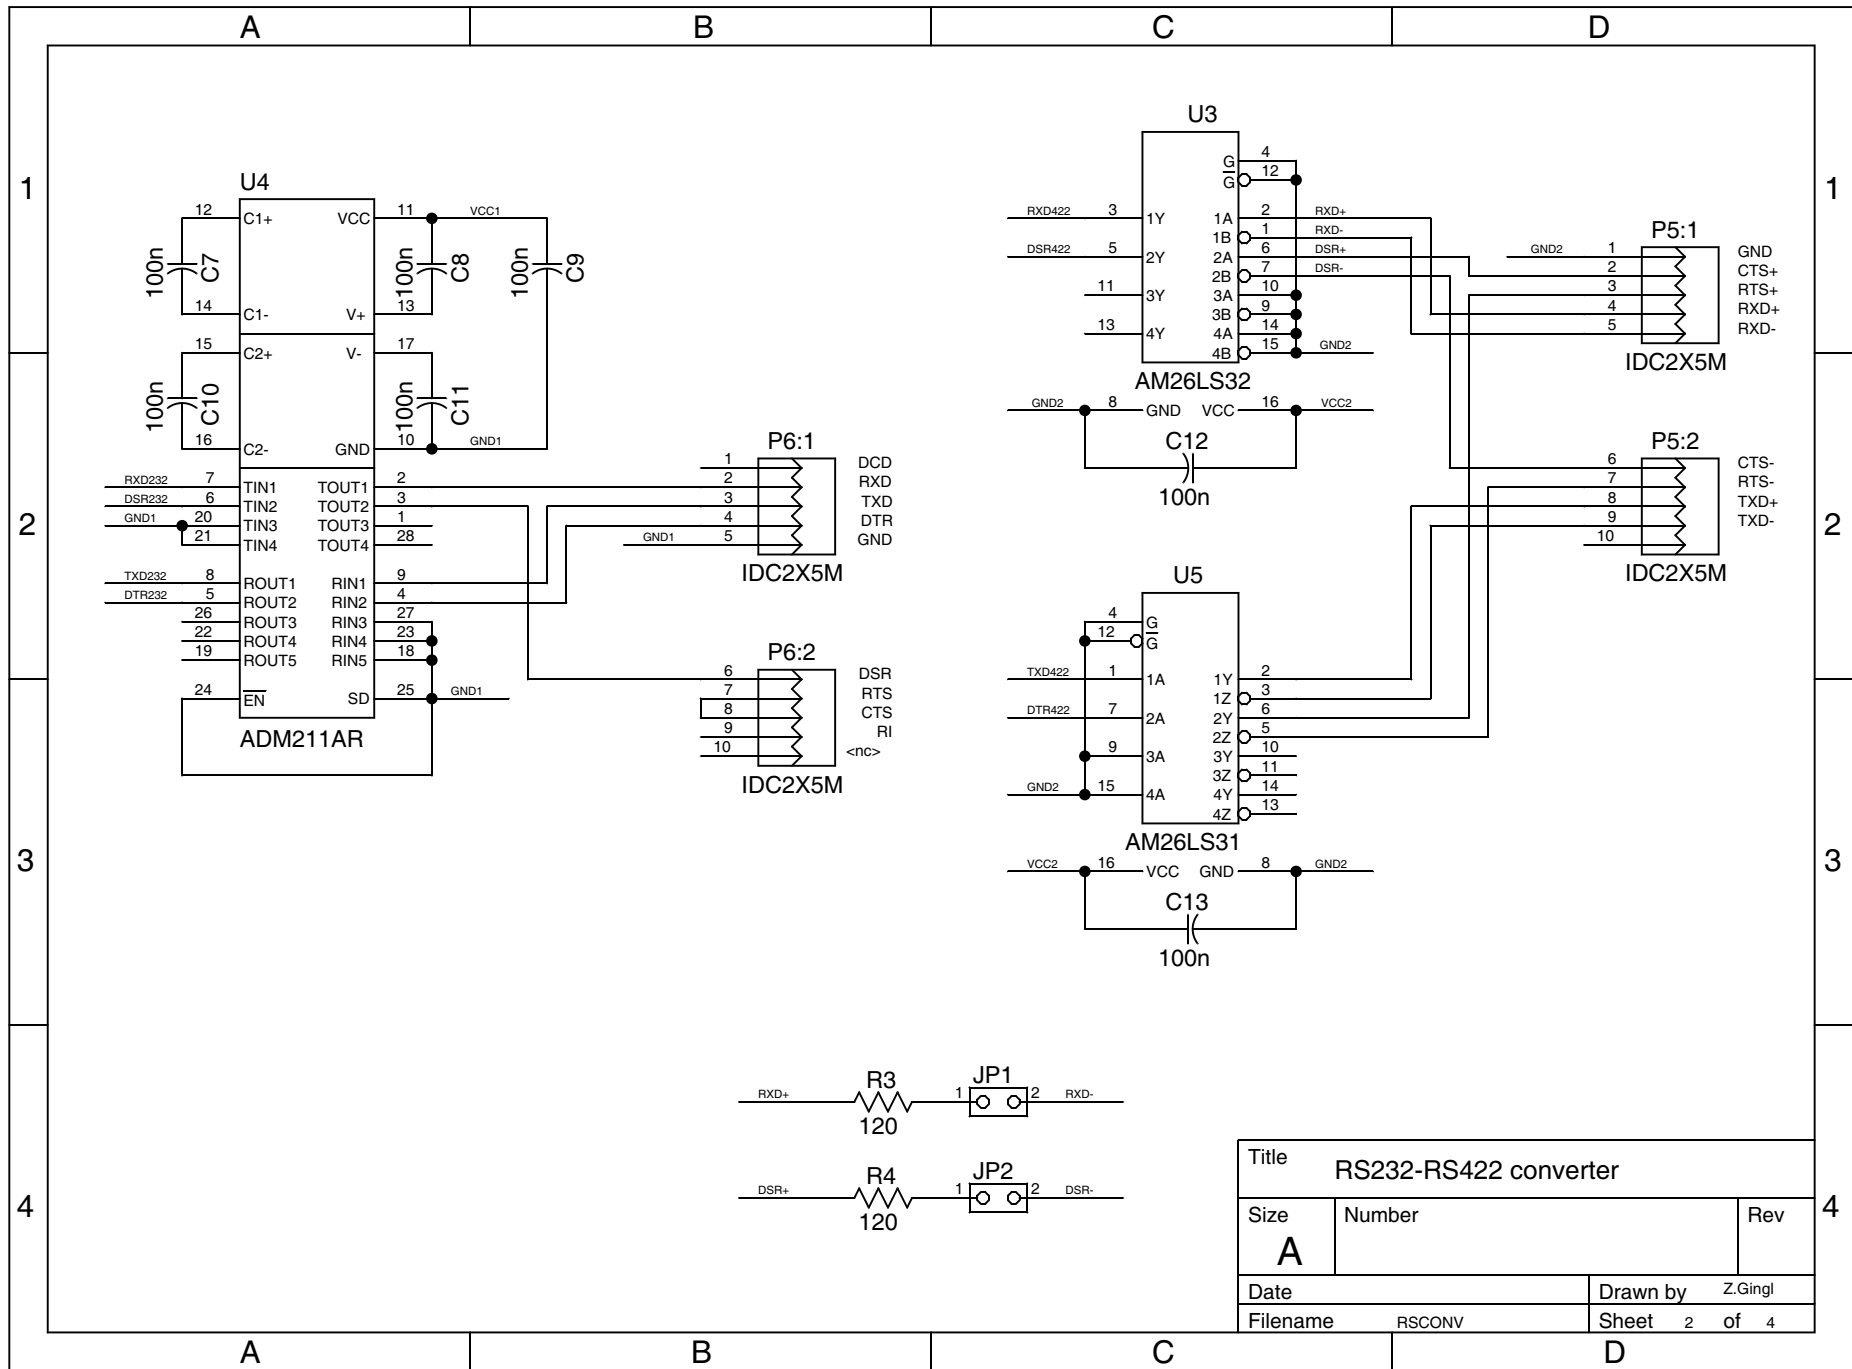 A B C D
1
1
2
2
3
3
4
4
A B C D
U4
12 C1+ VCC 11 VCC1
100n C7 100n C8 100n C9
14 C1- V+ 13
15 C2+ V- 17
100n C10 100n C11
16 C2- GND 10 GND1
RXD232 7 TIN1 TOUT1 2
DSR232 6 TIN2 TOUT2 3
GND1 20 TIN3 TOUT3 1
21 TIN4 TOUT4 28
TXD232 8 ROUT1 RIN1 9
DTR232 5 ROUT2 RIN2 4
26 ROUT3 RIN3 27
22 ROUT4 RIN4 23
19 ROUT5 RIN5 18
24 EN SD 25 GND1
ADM211AR
P6:1
1 DCD
2 RXD
3 TXD
4 DTR
GND1 5 GND
IDC2X5M
P6:2
6 DSR
7 RTS
8 CTS
9 RI
10 <nc>
IDC2X5M
U3
G 4
G 12
RXD422 3 1Y 1A 2 RXD+
1B 1 RXD-
DSR422 5 2Y 2A 6 DSR+
2B 7 DSR-
11 3Y 3A 10
3B 9
13 4Y 4A 14
4B 15 GND2
AM26LS32
GND2 8 GND VCC 16 VCC2
C12
100n
U5
4 G
12 G
TXD422 1 1A 1Y 2
1Z 3
DTR422 7 2A 2Y 6
2Z 5
9 3A 3Y 10
3Z 11
GND2 15 4A 4Y 14
4Z 13
AM26LS31
VCC2 16 VCC GND 8 GND2
C13
100n
P5:1
GND2 1 GND
2 CTS+
3 RTS+
4 RXD+
5 RXD-
IDC2X5M
P5:2
6 CTS-
7 RTS-
8 TXD+
9 TXD-
10
IDC2X5M
R3 JP1
RXD+ 1 2 RXD-
120
R4 JP2
DSR+ 1 2 DSR-
120
Title RS232-RS422 converter
Size Number Rev
A
Date Drawn by Z.Gingl
Filename RSCONV Sheet 2 of 4